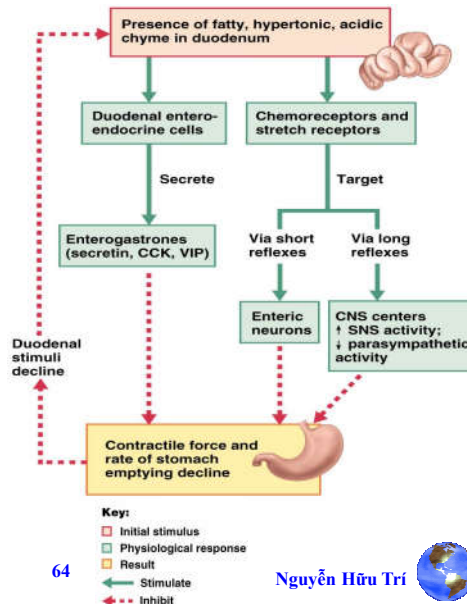 Presence of fatty, hypertonic, acidic
chyme in duodenum
Duodenal entero-
endocrine cells
Chemoreceptors and
stretch receptors
Secrete
Target
Enterogastrones
(secretin, CCK, VIP)
Via short
reflexes
Via long
reflexes
Enteric
neurons
CNS centers
↑ SNS activity;
↓ parasympathetic
activity
Duodenal
stimuli
decline
Contractile force and
rate of stomach
emptying decline
Key:
Initial stimulus
Physiological response
Result
Stimulate
Inhibit
64
Nguyễn Hữu Trí